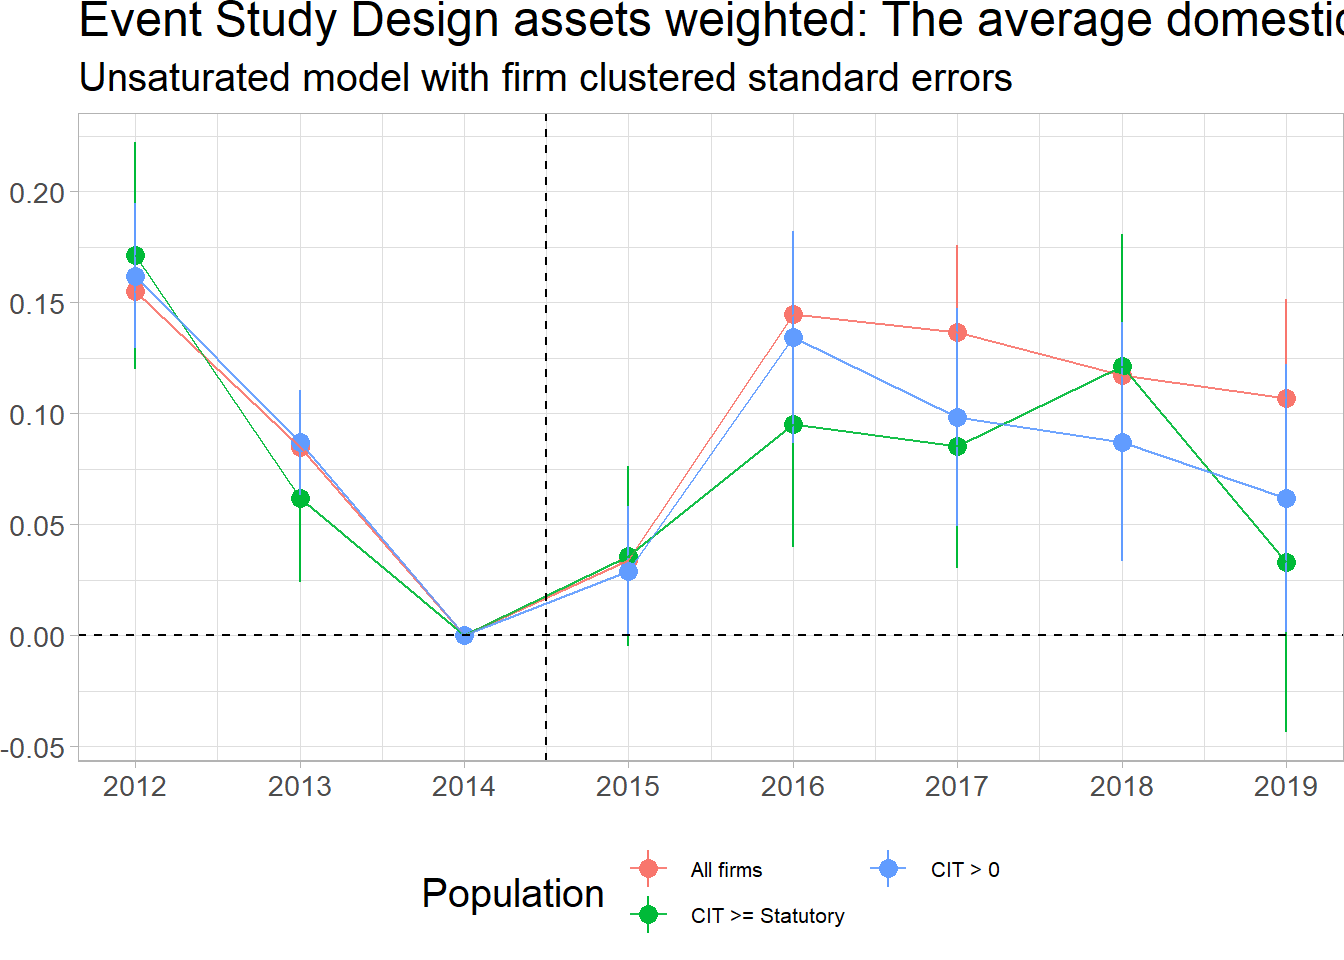 Event Study Design assets weighted: The average domestic
Unsaturated model with firm clustered standard errors
0.20
0.15
0.10
0.05
0.00
-0.05
2012 2013 2014 2015 2016 2017 2018 2019
Population
All firms
CIT > 0
CIT >= Statutory